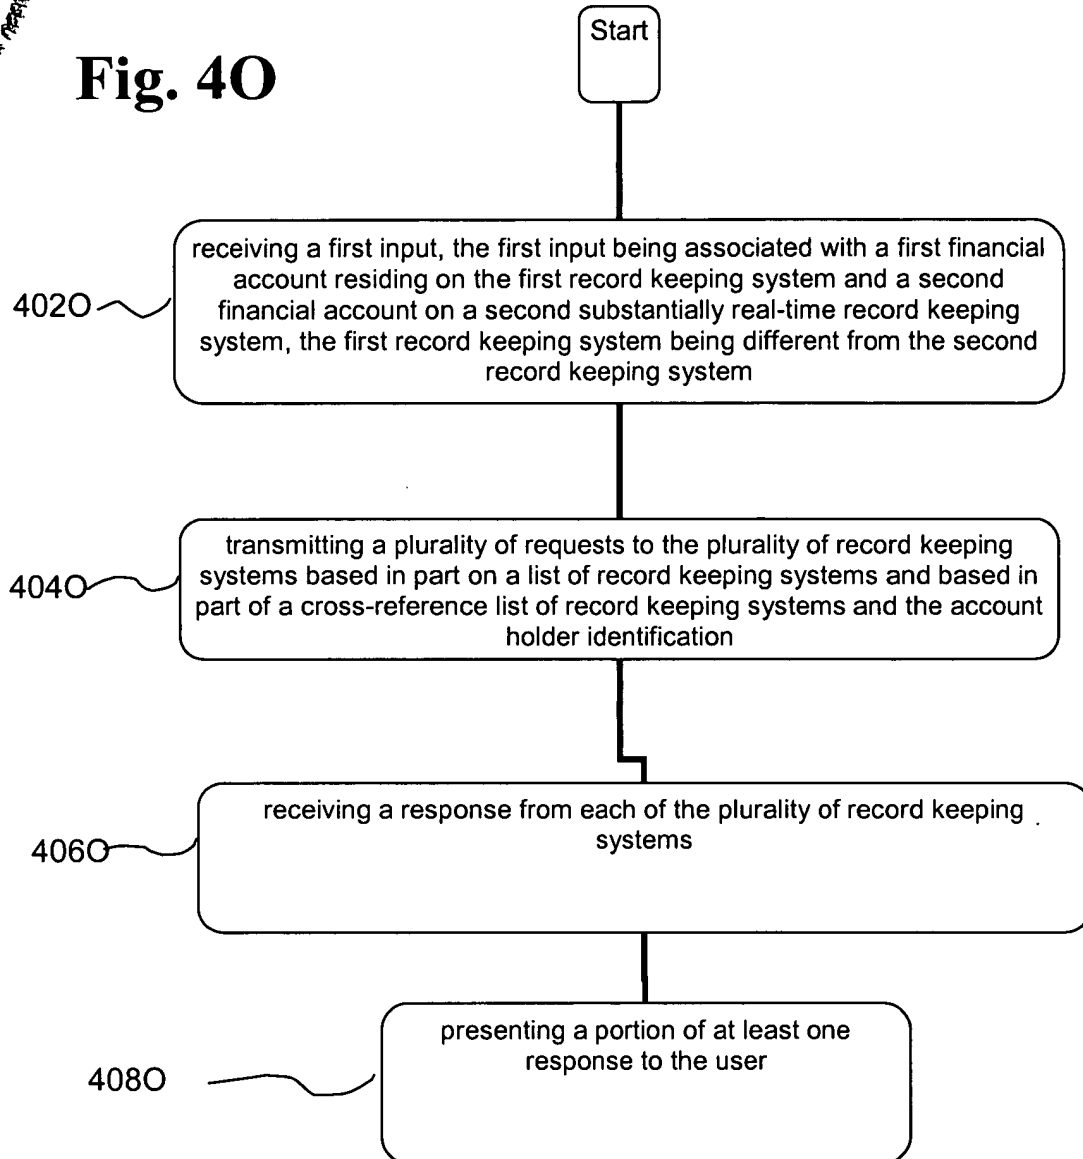 Start
Fig. 4O
receiving a first input, the first input being associated with a first financial
account residing on the first record keeping system and a second
financial account on a second substantially real-time record keeping
system, the first record keeping system being different from the second
record keeping system
402O
transmitting a plurality of requests to the plurality of record keeping
systems based in part on a list of record keeping systems and based in
part of a cross-reference list of record keeping systems and the account
holder identification
404O
receiving a response from each of the plurality of record keeping
systems
406O
presenting a portion of at least one
response to the user
408O